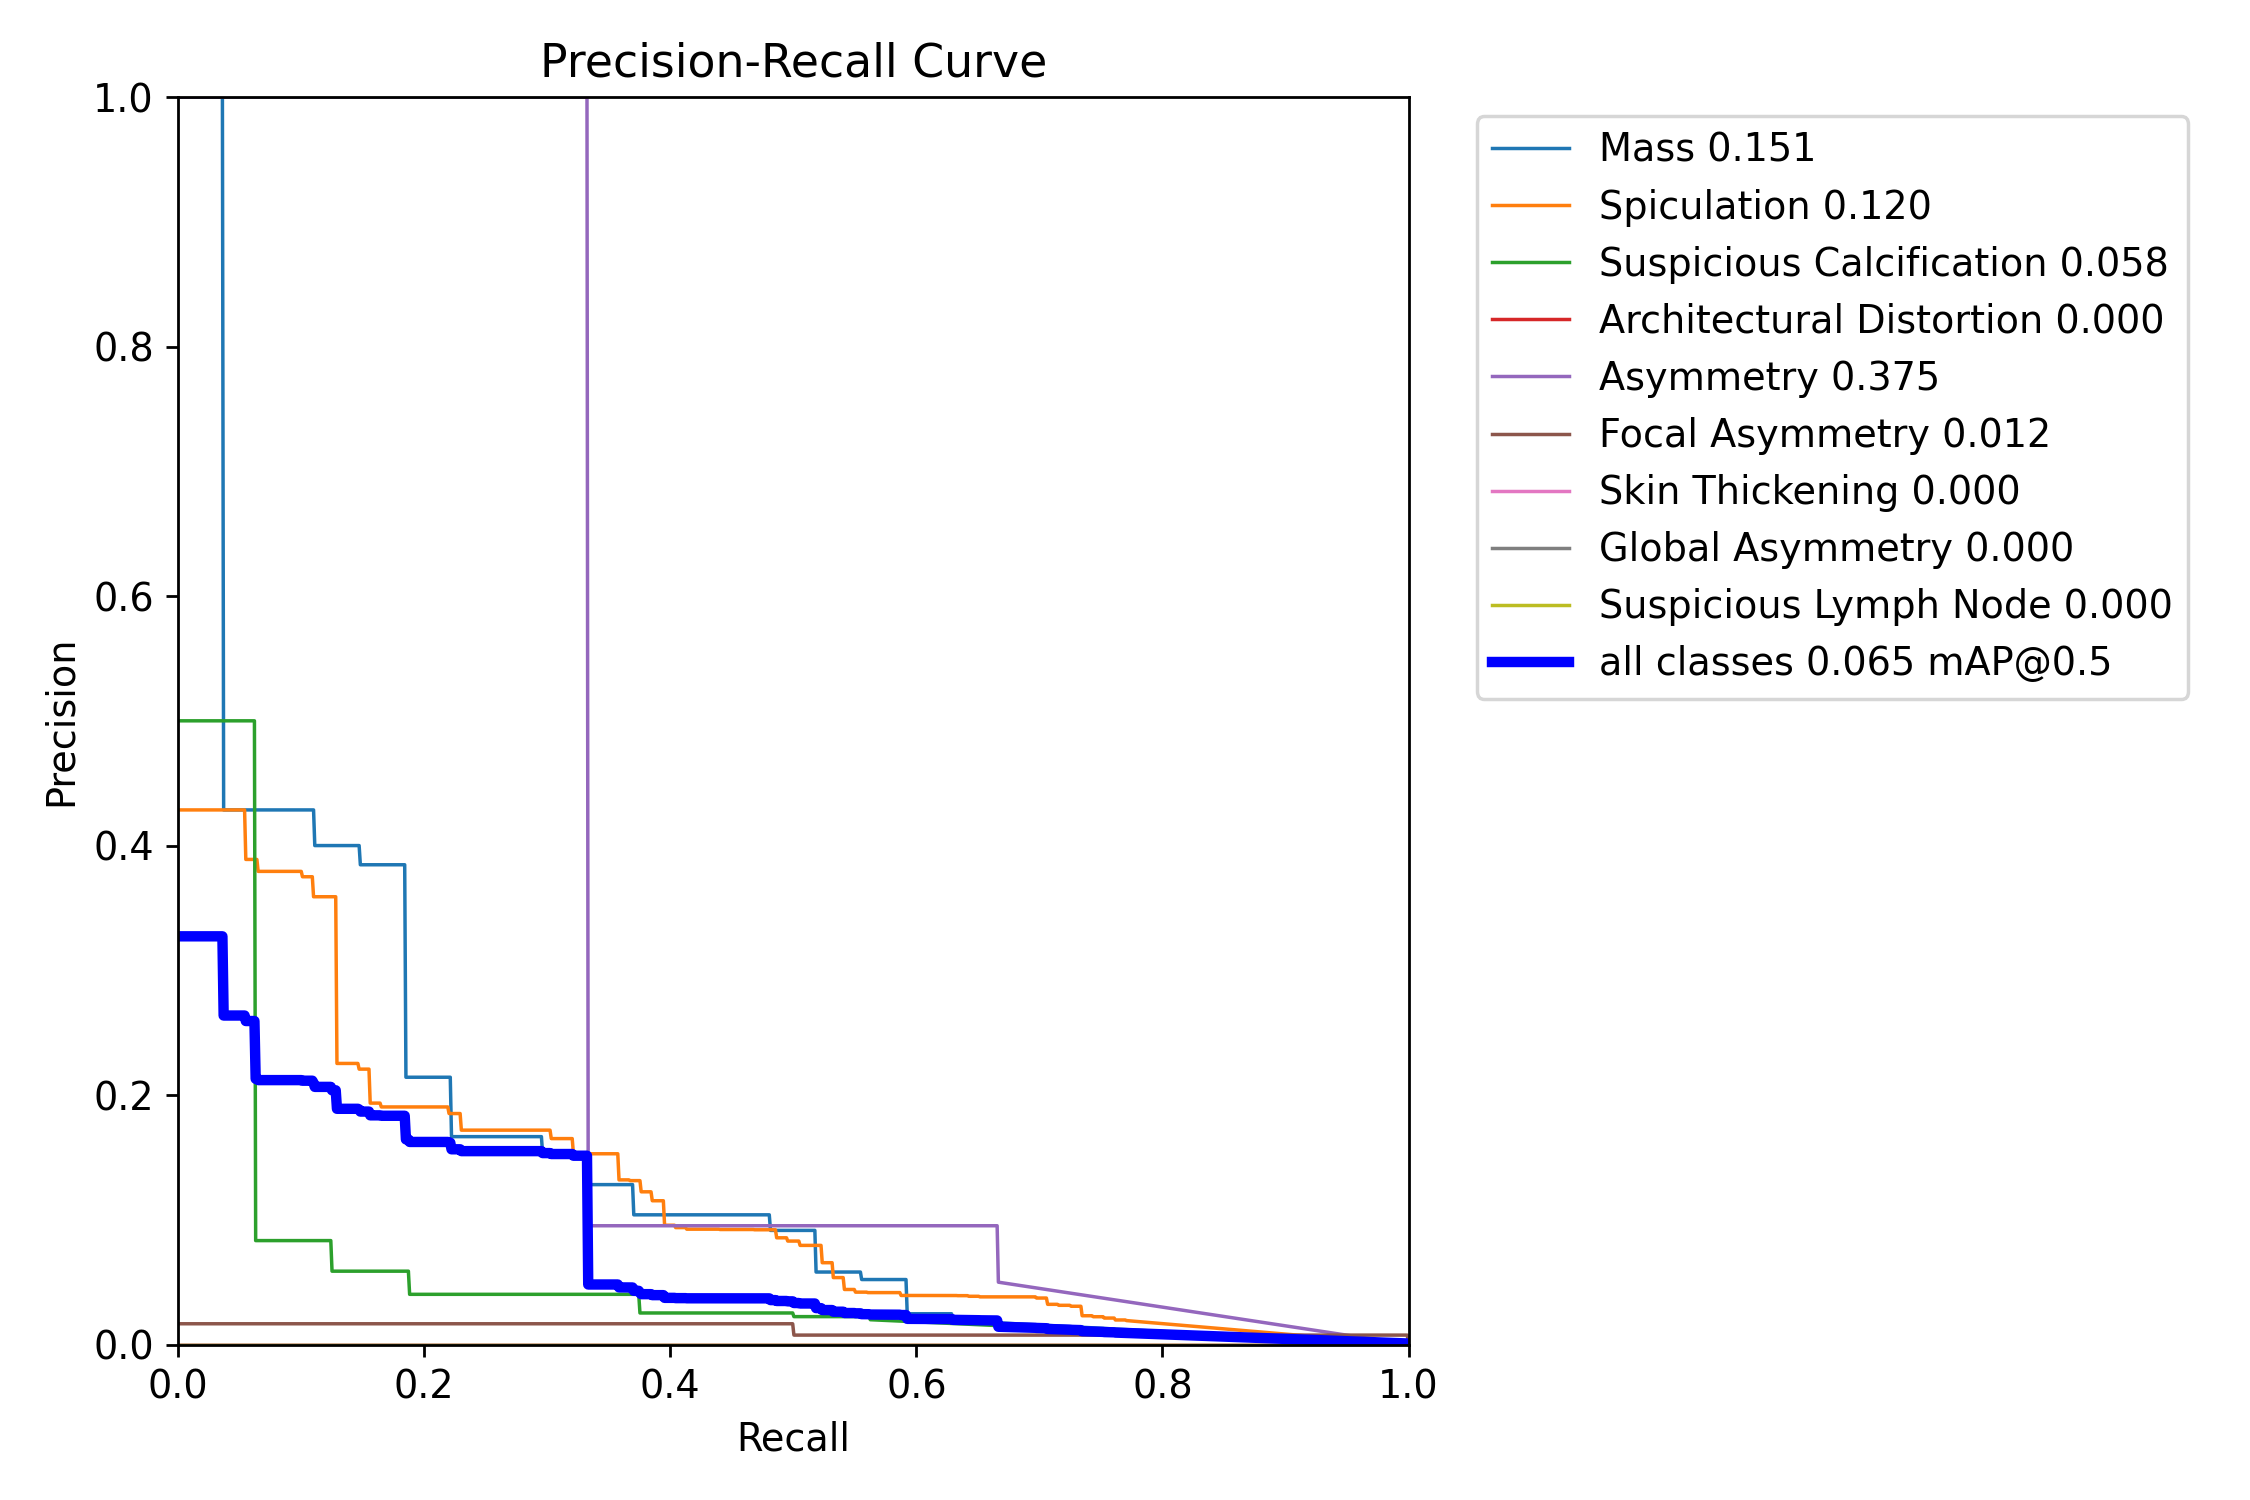 Precision-Recall Curve
1.0
0.8
0.6
0.4
0.2
0.0
Precision
0.0 0.2 0.4 0.6 0.8 1.0
Recall
Mass 0.151
Spiculation 0.120
Suspicious Calcification 0.058
Architectural Distortion 0.000
Asymmetry 0.375
Focal Asymmetry 0.012
Skin Thickening 0.000
Global Asymmetry 0.000
Suspicious Lymph Node 0.000
all classes 0.065 mAP@0.5